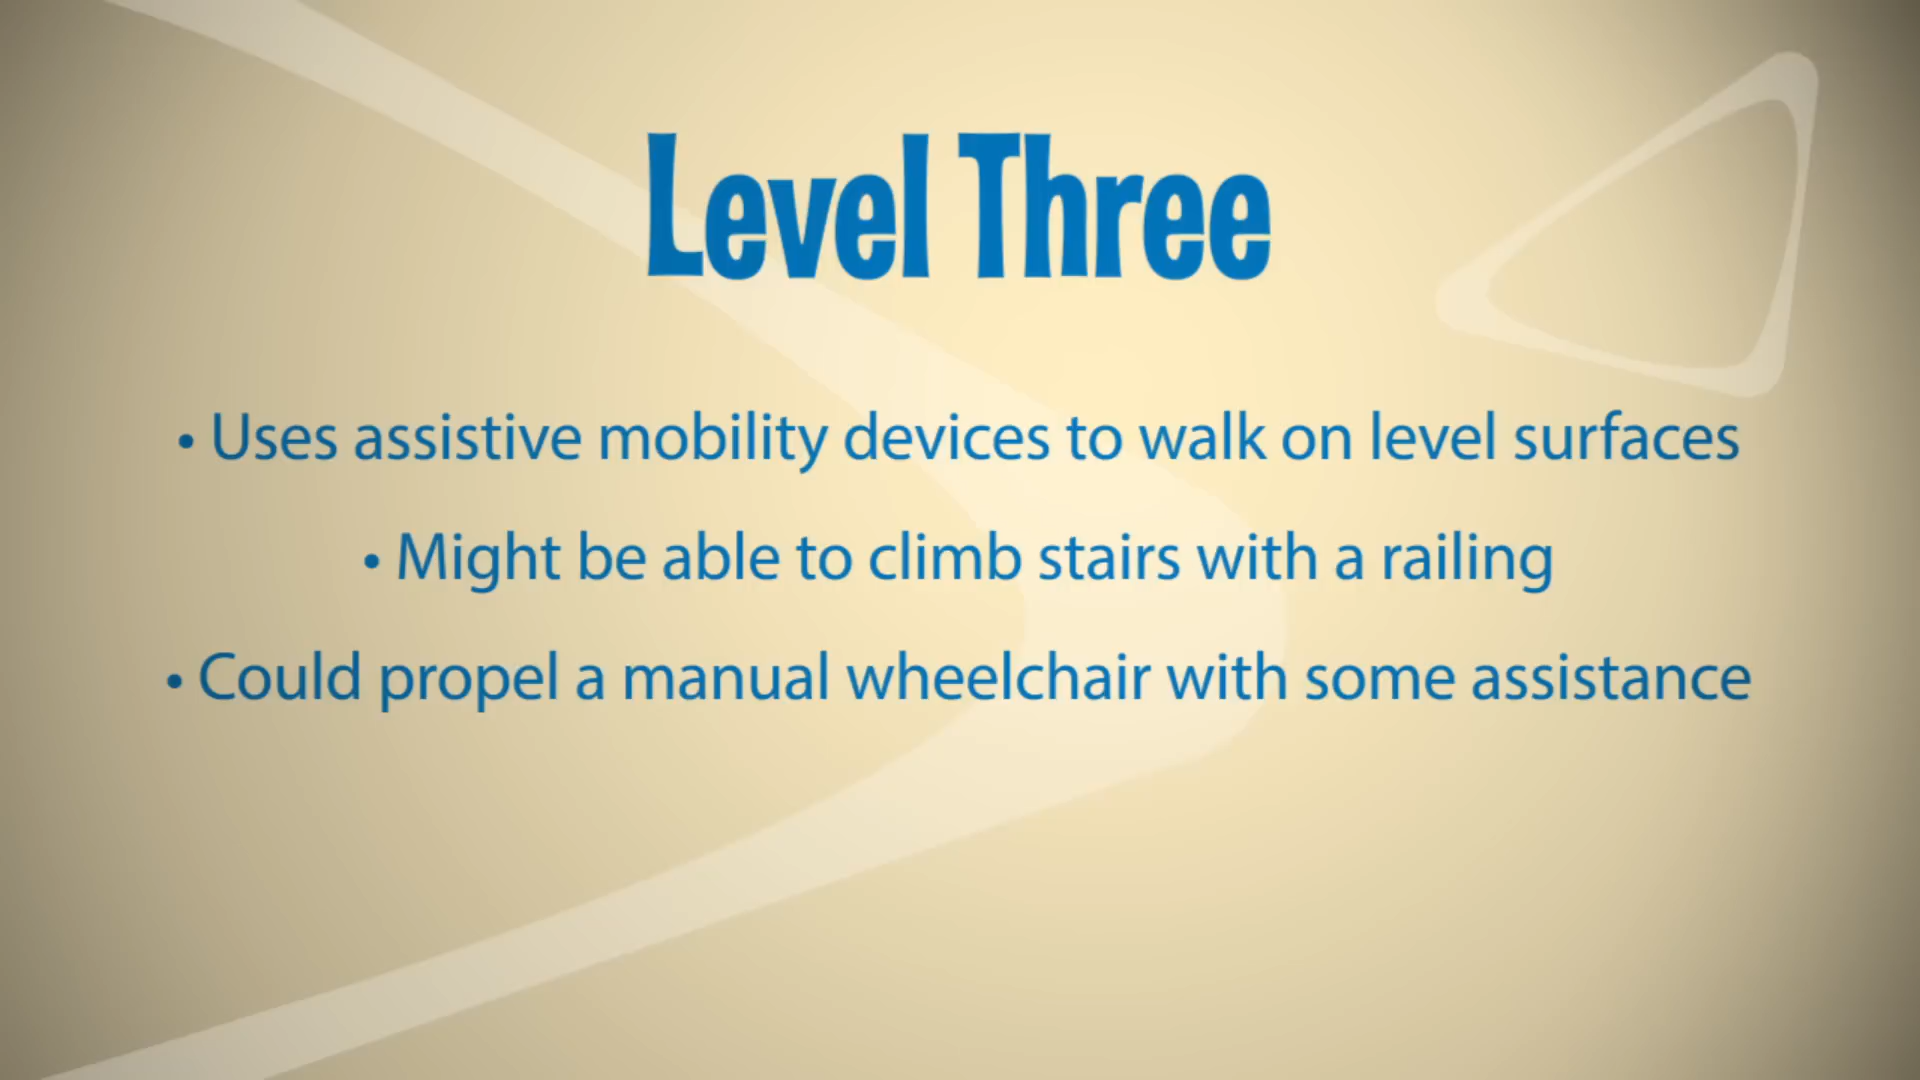 Level Three
• Uses assistive mobility devices to walk on level surfaces
• Might be able to climb stairs with a railing
• Could propel a manual wheelchair with some assistance